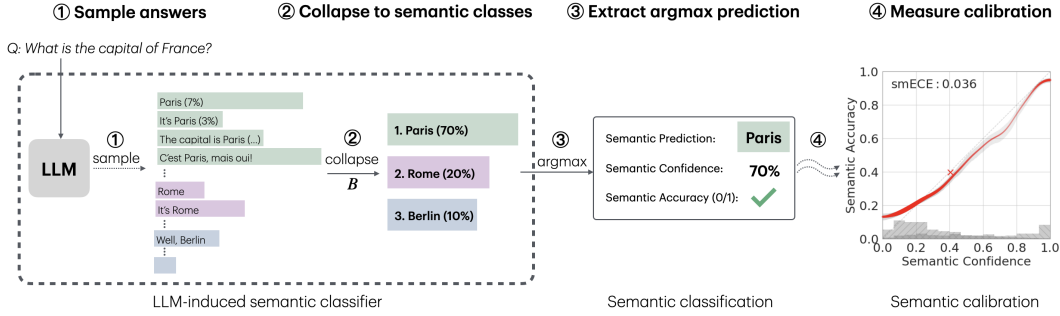 ① Sample answers
② Collapse to semantic classes
③ Extract argmax prediction
④ Measure calibration
Q: What is the capital of France?
LLM
①
sample
Paris (7%)
It's Paris (3%)
The capital is Paris (...)
C'est Paris, mais oui!
Rome
It's Rome
Well, Berlin
②
collapse
B
1. Paris (70%)
2. Rome (20%)
3. Berlin (10%)
③
argmax
Semantic Prediction:
Paris
Semantic Confidence:
70%
Semantic Accuracy (0/1):
④
smECE: 0.036
Semantic Accuracy
1.0
0.8
0.6
0.4
0.2
0.0
0.0 0.2 0.4 0.6 0.8 1.0
Semantic Confidence
LLM-induced semantic classifier
Semantic classification
Semantic calibration